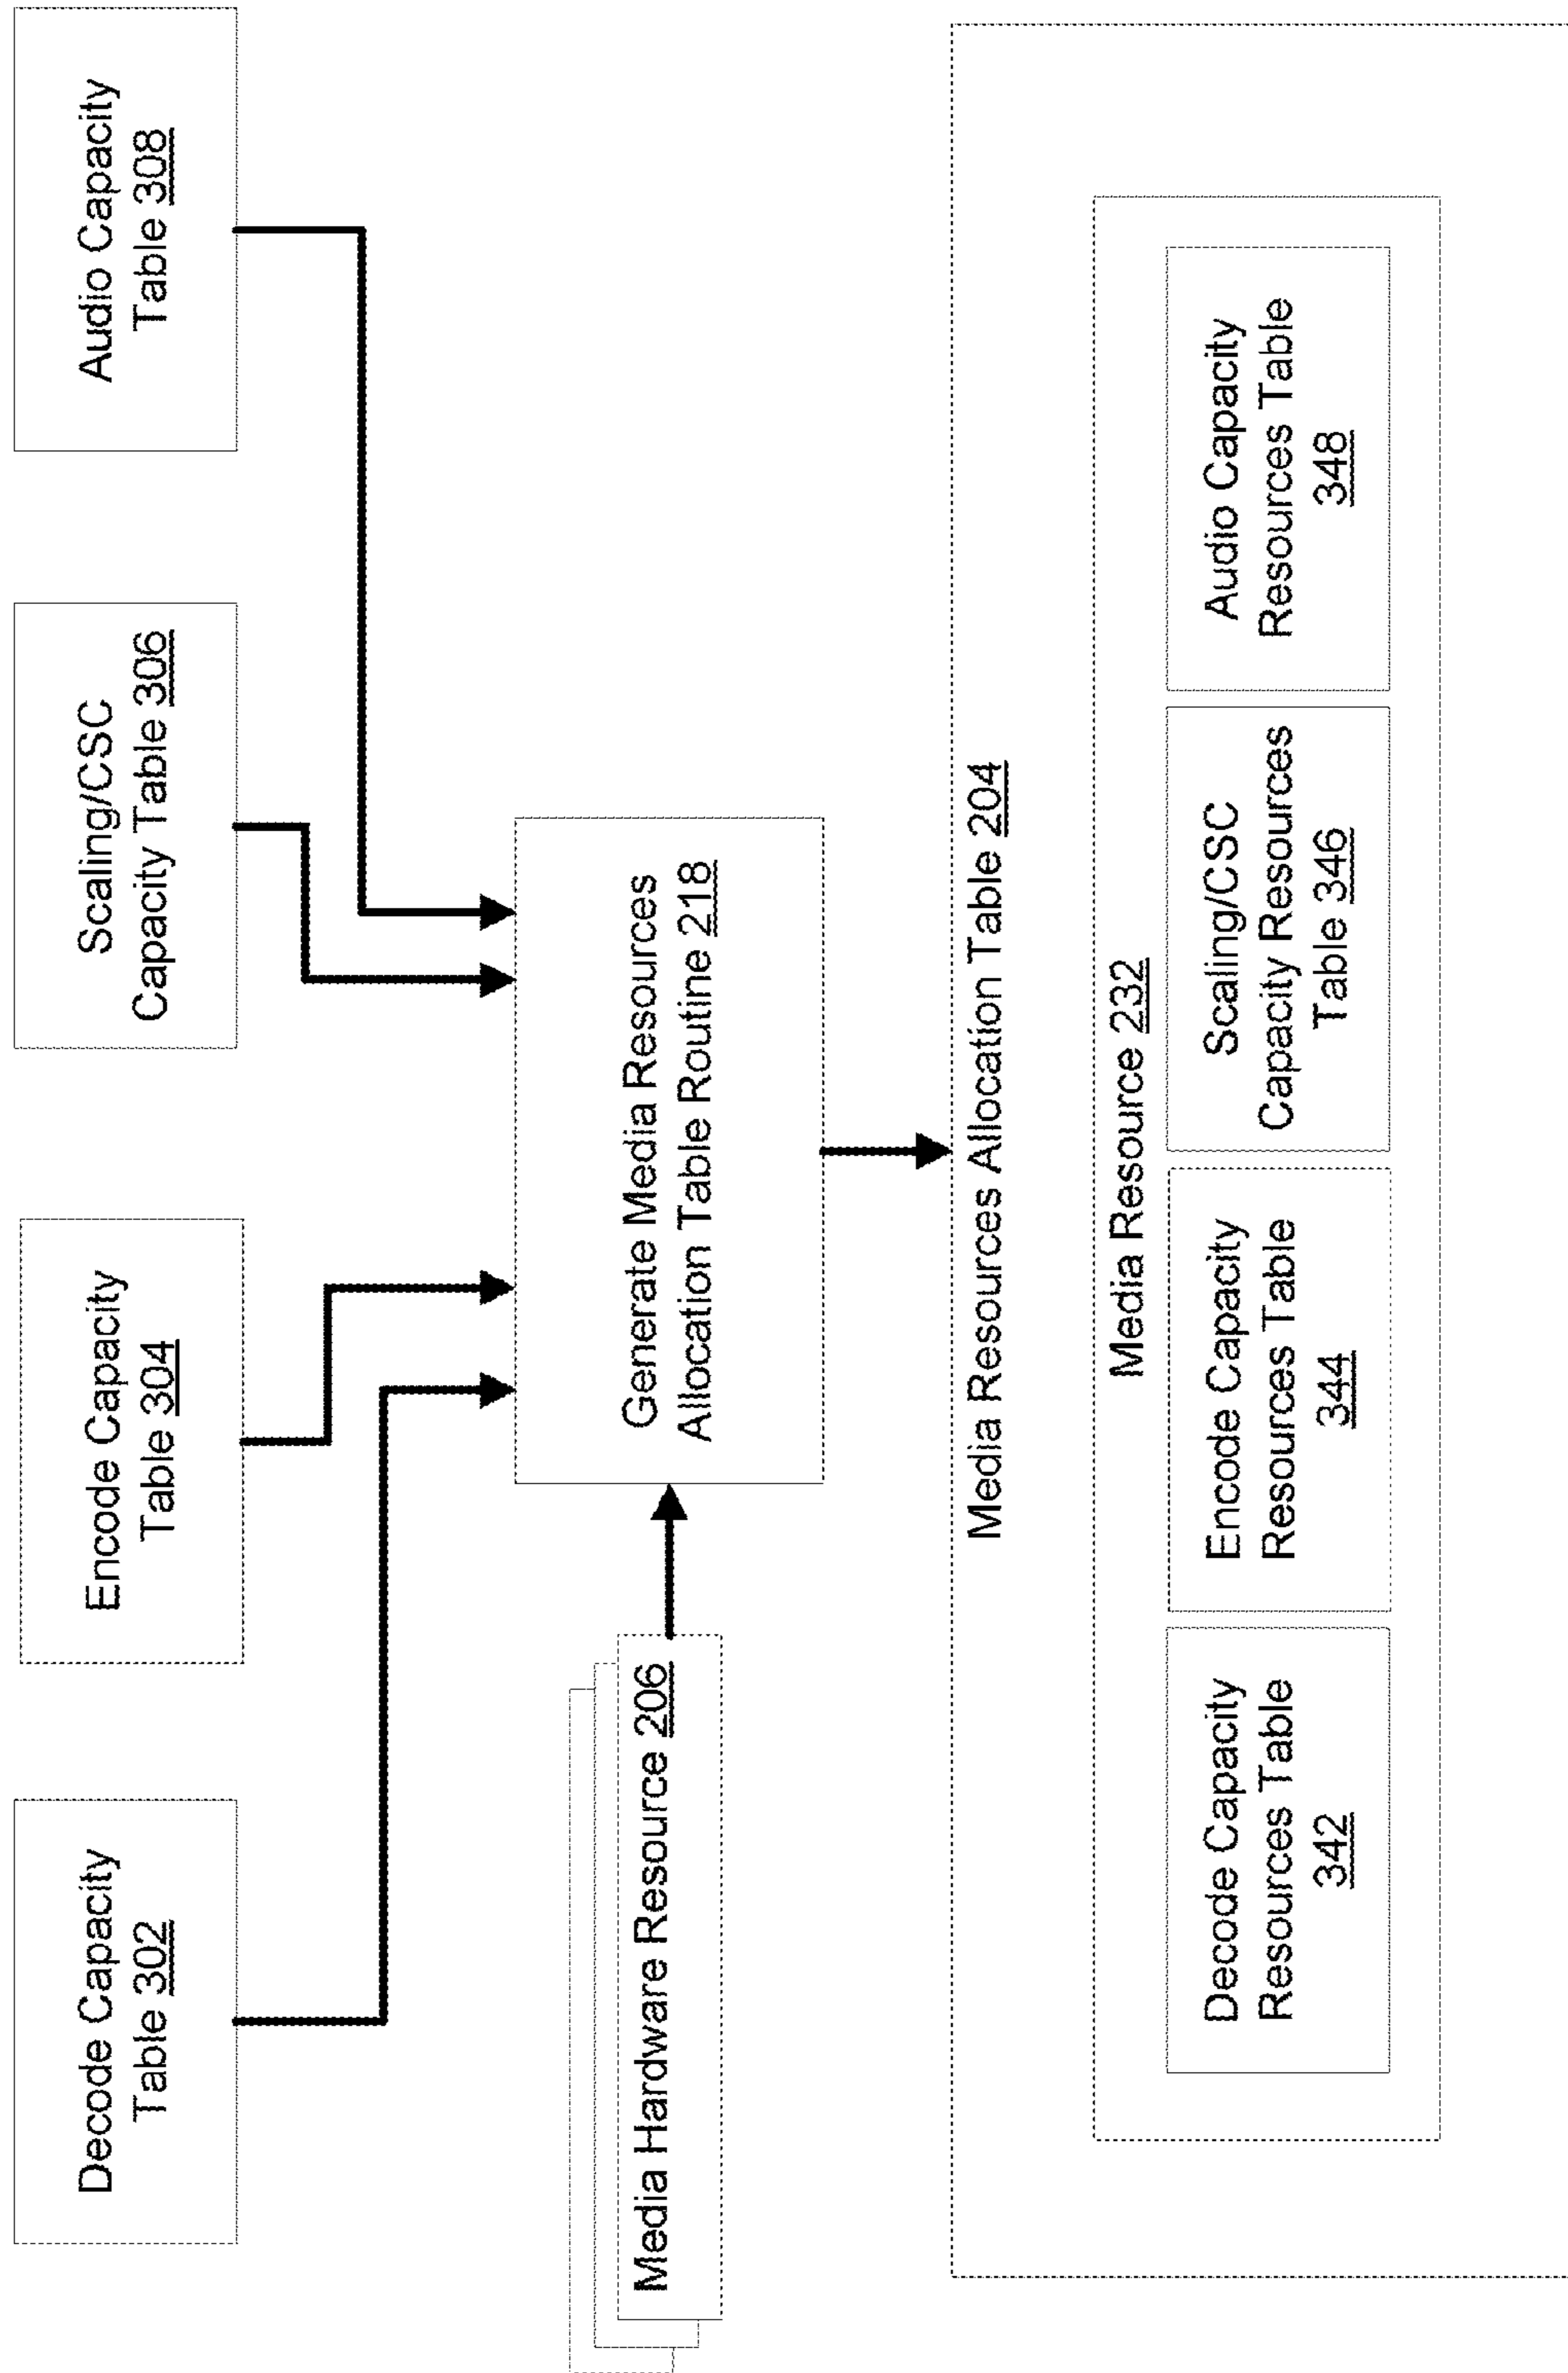 Decode Capacity
Table 302
Encode Capacity
Table 304
Scaling/CSC
Capacity Table 306
Audio Capacity
Table 308
Media Hardware Resource 206
Generate Media Resources
Allocation Table Routine 218
Media Resources Allocation Table 204
Media Resource 232
Decode Capacity
Resources Table
342
Encode Capacity
Resources Table
344
Scaling/CSC
Capacity Resources
Table 346
Audio Capacity
Resources Table
348